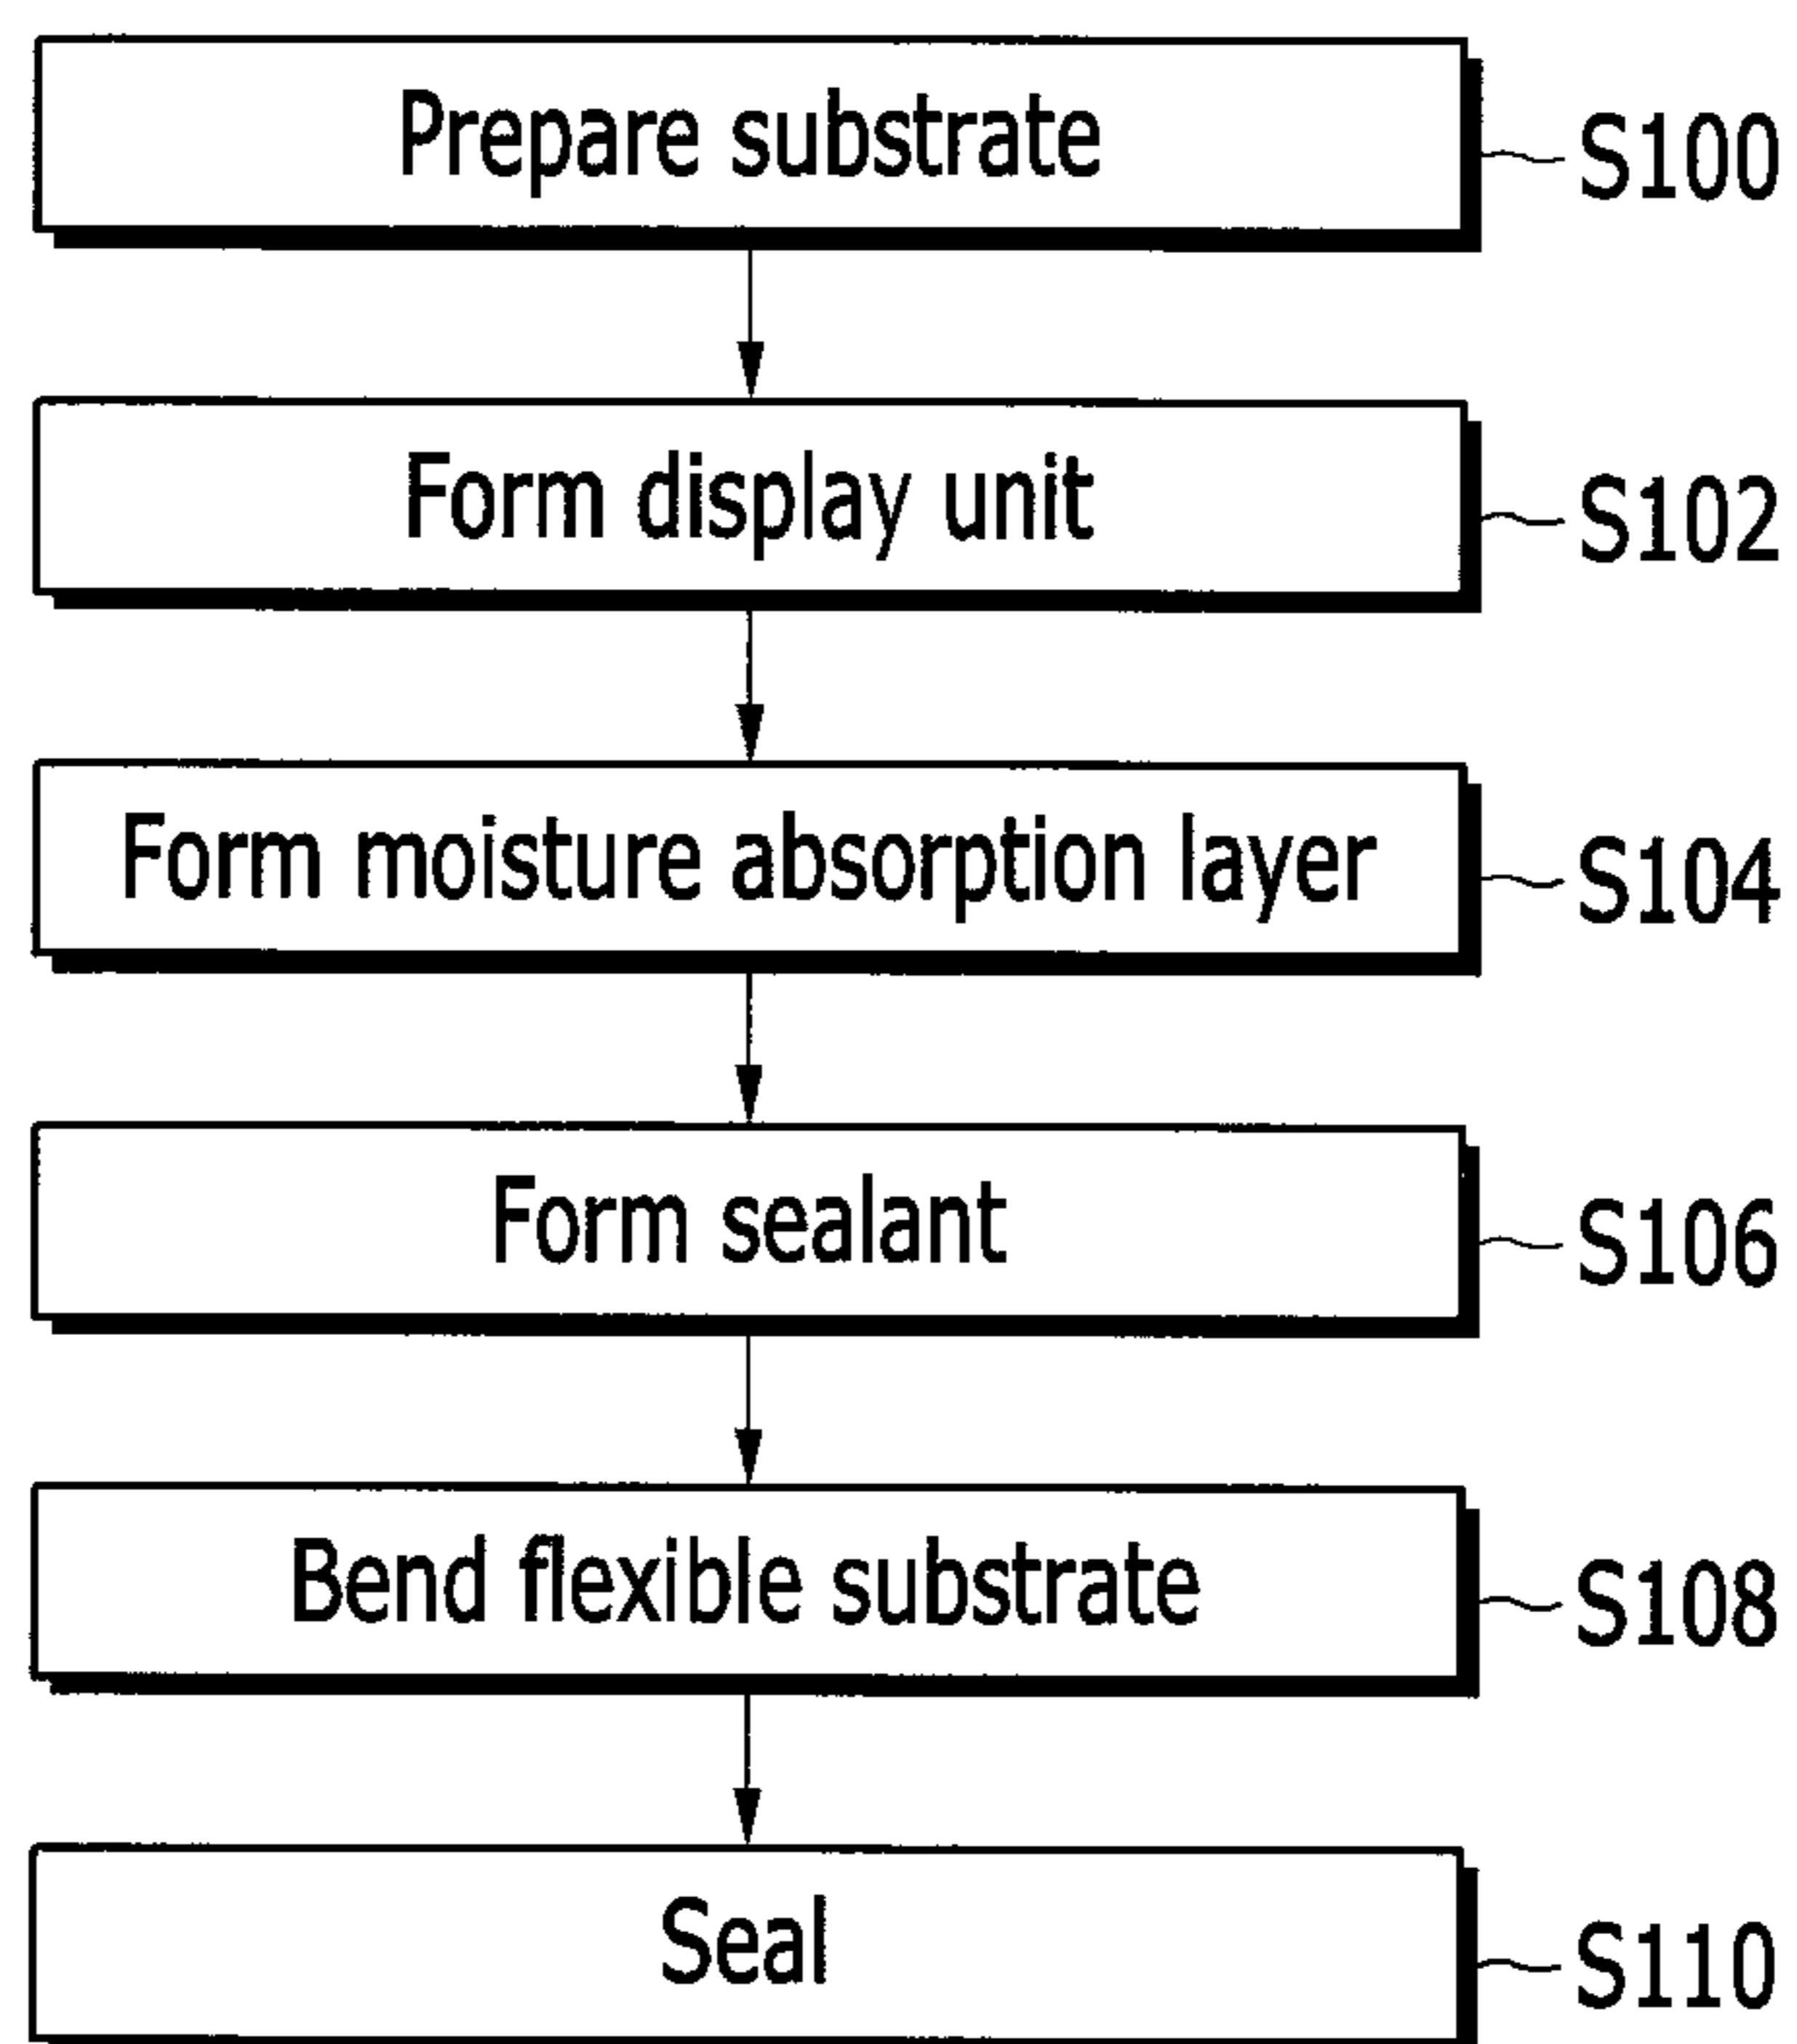 Prepare substrate
S100
Form display unit
S102
Form moisture absorption layer
S104
Form sealant
S106
Bend flexible substrate
S108
Seal
S110